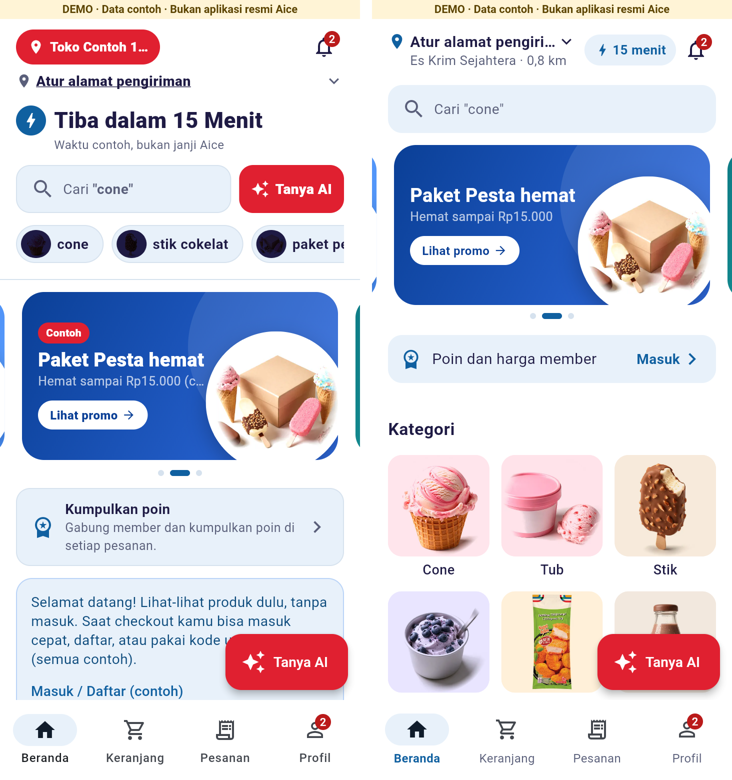 DEMO · Data contoh · Bukan aplikasi resmi Aice
Toko Contoh 1…
2
Atur alamat pengiriman
Tiba dalam 15 Menit
Waktu contoh, bukan janji Aice
Cari "cone"
Tanya AI
cone
stik cokelat
paket pe
Contoh
Paket Pesta hemat
Hemat sampai Rp15.000 (c…
Lihat promo →
Kumpulkan poin
Gabung member dan kumpulkan poin di
setiap pesanan.
Selamat datang! Lihat-lihat produk dulu, tanpa
masuk. Saat checkout kamu bisa masuk
cepat, daftar, atau pakai kode
(semua contoh).
Tanya AI
Masuk / Daftar (contoh)
Beranda
Keranjang
Pesanan
2
Profil
DEMO · Data contoh · Bukan aplikasi resmi Aice
Atur alamat pengiri…
Es Krim Sejahtera · 0,8 km
15 menit
2
Cari "cone"
Paket Pesta hemat
Hemat sampai Rp15.000
Lihat promo →
Poin dan harga member
Masuk
Kategori
Cone
Tub
Stik
Tanya AI
Beranda
Keranjang
Pesanan
2
Profil